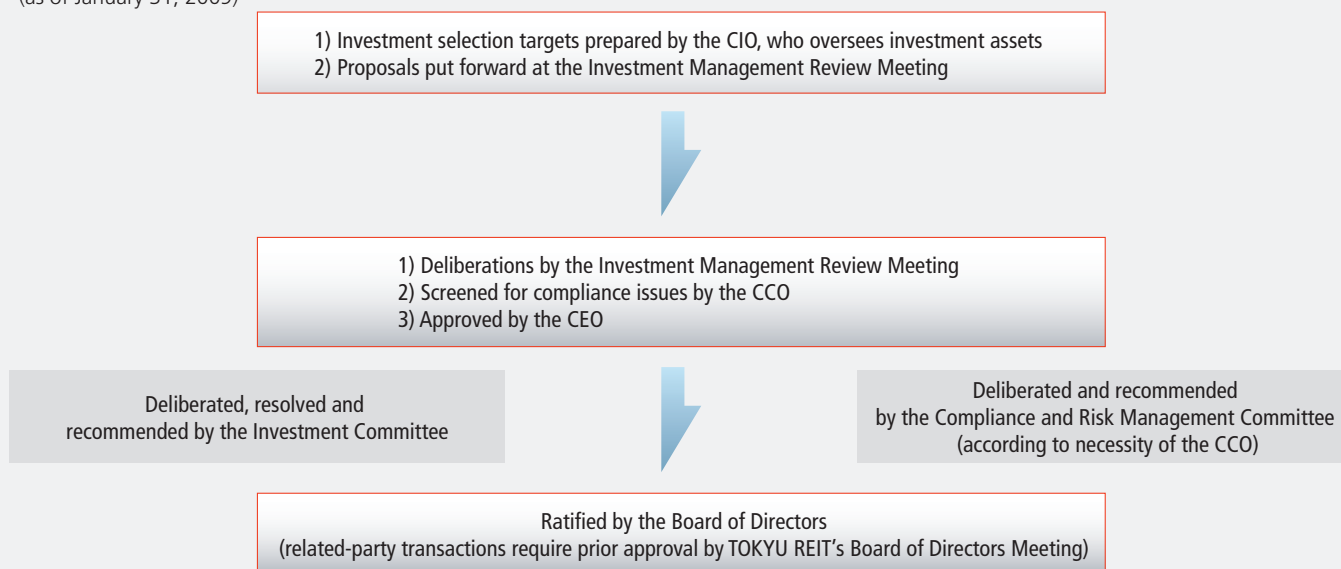 (as of January 31, 2009)
1) Investment selection targets prepared by the CIO, who oversees investment assets
2) Proposals put forward at the Investment Management Review Meeting
1) Deliberations by the Investment Management Review Meeting
2) Screened for compliance issues by the CCO
3) Approved by the CEO
Deliberated, resolved and
recommended by the Investment Committee
Deliberated and recommended
by the Compliance and Risk Management Committee
(according to necessity of the CCO)
Ratified by the Board of Directors
(related-party transactions require prior approval by TOKYU REIT’s Board of Directors Meeting)